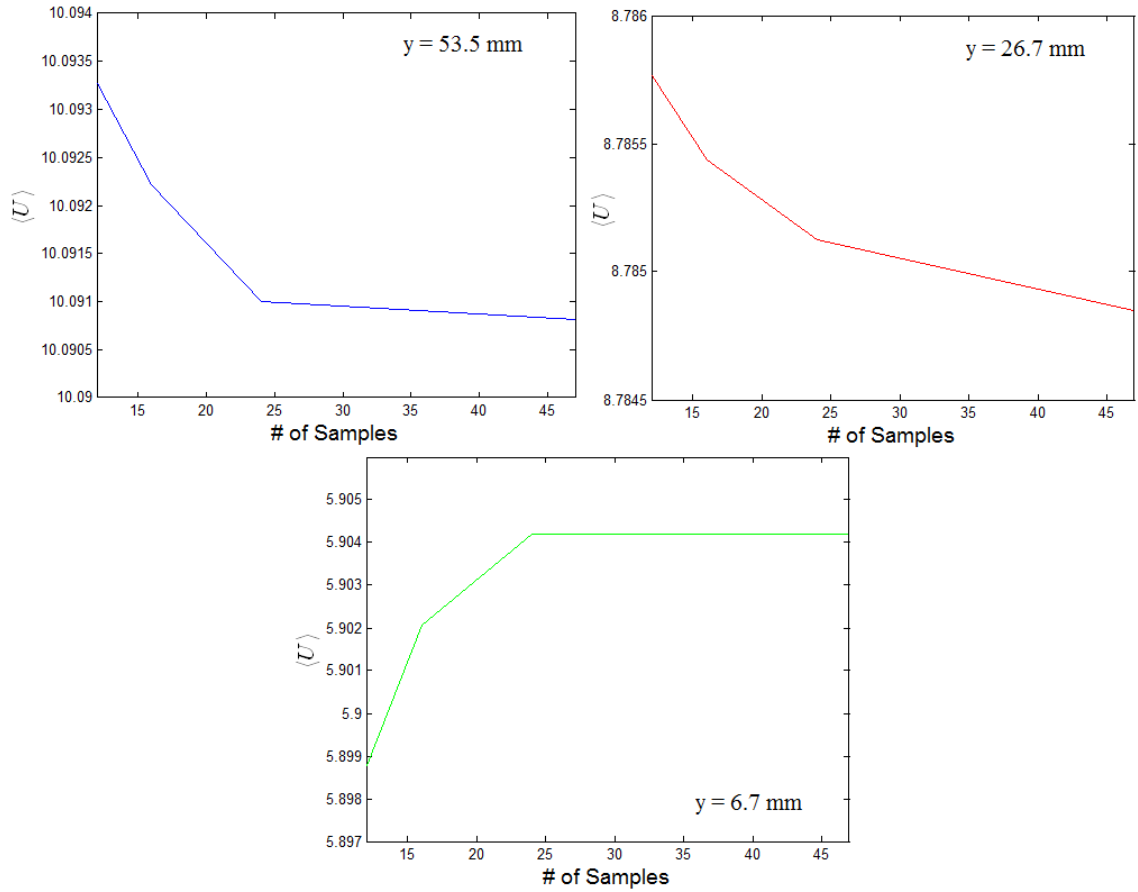 10.094
10.0935
10.093
10.0925
10.092
10.0915
10.091
10.0905
10.09
⟨U⟩
y = 53.5 mm
15 20 25 30 35 40 45
# of Samples
8.786
8.7855
8.785
8.7845
⟨U⟩
y = 26.7 mm
15 20 25 30 35 40 45
# of Samples
5.905
5.904
5.903
5.902
5.901
5.9
5.899
5.898
5.897
⟨U⟩
y = 6.7 mm
15 20 25 30 35 40 45
# of Samples